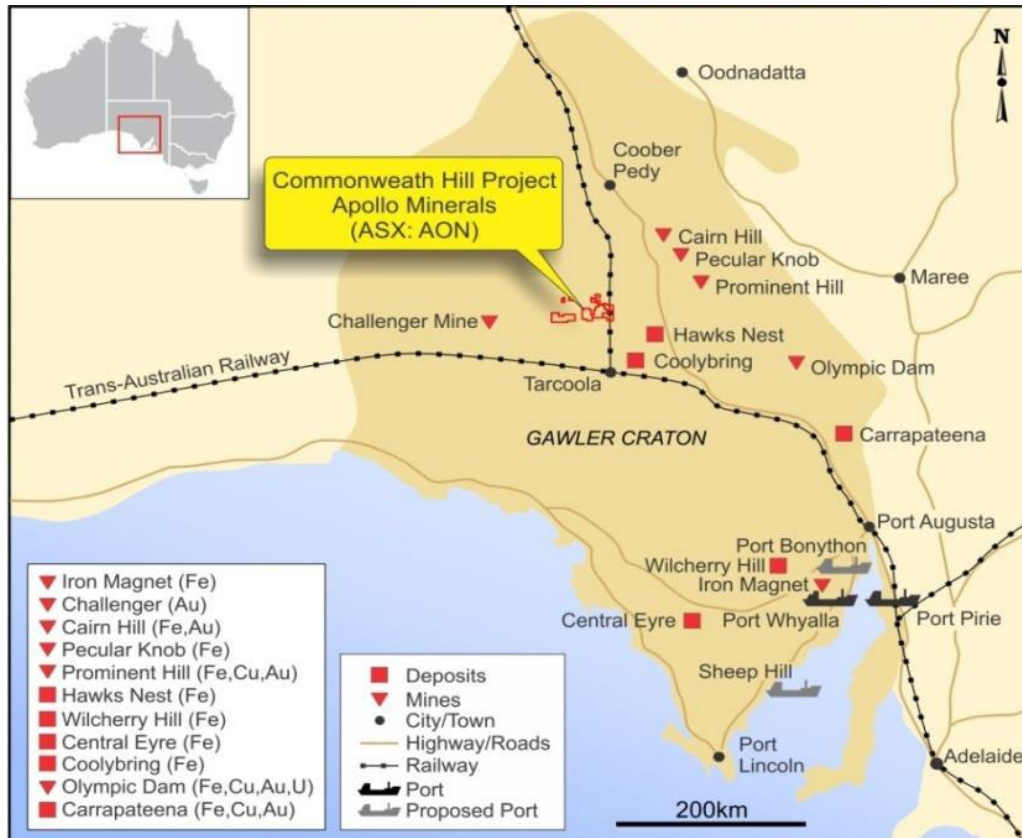 N
Oodnadatta
Coober
Pedy
Commonweath Hill Project
Apollo Minerals
(ASX: AON)
Cairn Hill
Pecular Knob
Prominent Hill
Maree
Challenger Mine
Hawks Nest
Coolybring
Olympic Dam
Trans-Australian Railway
Tarcoola
GAWLER CRATON
Carrapateena
Port Augusta
Port Bonython
Wilcherry Hill
Iron Magnet
Central Eyre
Port Whyalla
Port Pirie
Sheep Hill
Port
Lincoln
Adelaide
200km
Iron Magnet (Fe)
Challenger (Au)
Cairn Hill (Fe,Au)
Pecular Knob (Fe)
Prominent Hill (Fe,Cu,Au)
Hawks Nest (Fe)
Wilcherry Hill (Fe)
Central Eyre (Fe)
Coolybring (Fe)
Olympic Dam (Fe,Cu,Au,U)
Carrapateena (Fe,Cu,Au)
Deposits
Mines
City/Town
Highway/Roads
Railway
Port
Proposed Port